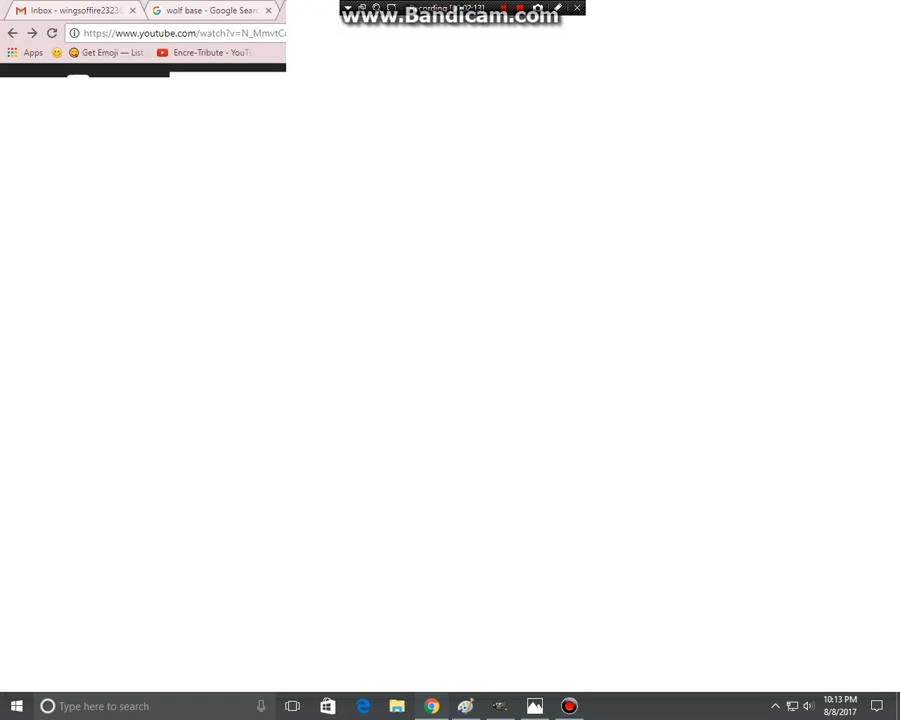 Inbox - wingsoffire2323
wolf base - Google Sear
www.Bandicam.com
https://www.youtube.com/watch?v=N_MmvtC
Apps
Get Emoji — List
Encre-Tribute - YouT
Type here to search
10:13 PM
8/8/2017